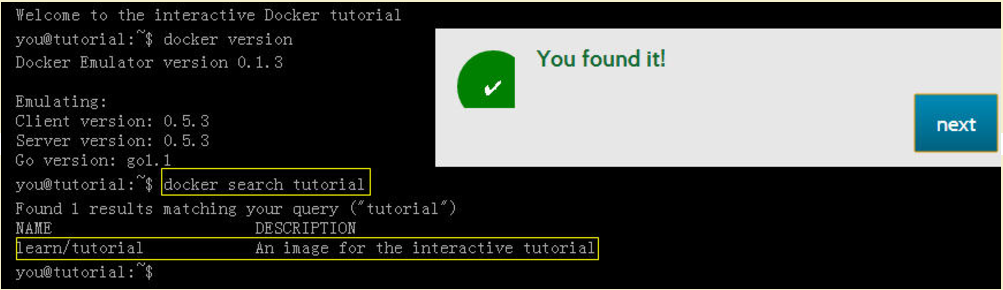 Welcome to the interactive Docker tutorial
you@tutorial:~$ docker version
Docker Emulator version 0.1.3
Emulating:
Client version: 0.5.3
Server version: 0.5.3
Go version: go1.1
you@tutorial:~$ docker search tutorial
Found 1 results matching your query ("tutorial")
NAME DESCRIPTION
learn/tutorial An image for the interactive tutorial
you@tutorial:~$
You found it!
next